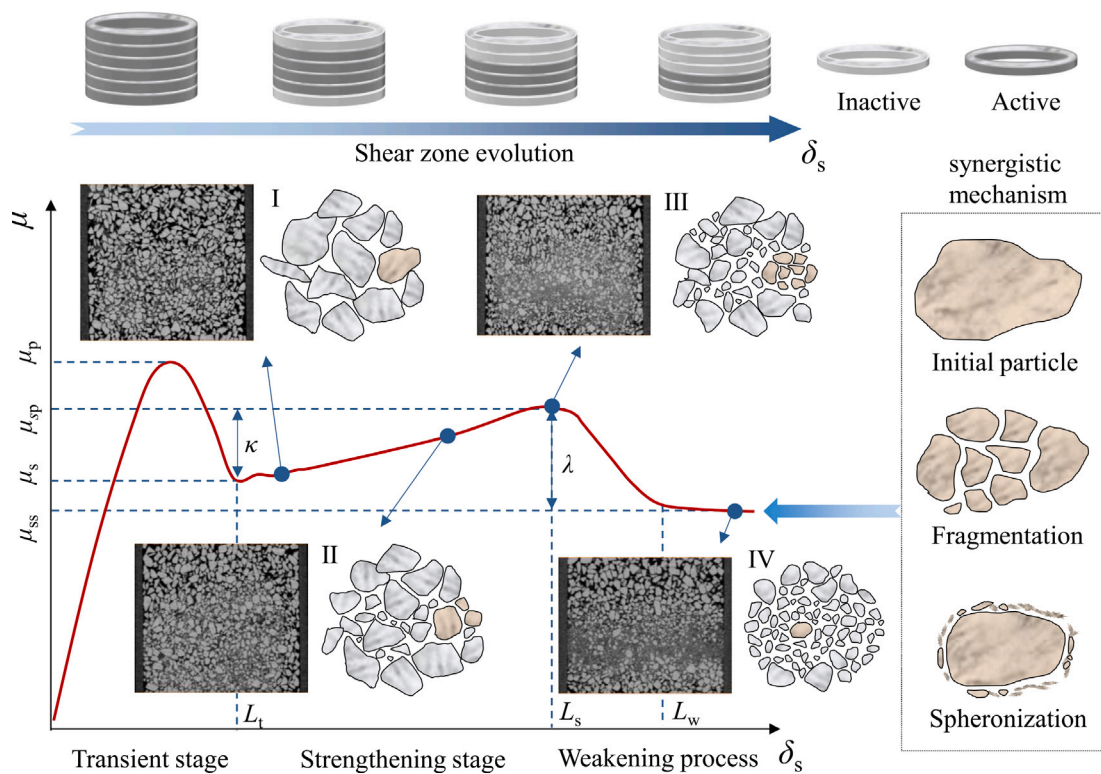 Inactive
Active
Shear zone evolution
δs
synergistic
mechanism
μ
I
III
μp
Initial particle
μsp
κ
λ
μs
μss
Fragmentation
II
IV
Lt
Ls
Lw
Spheronization
Transient stage
Strengthening stage
Weakening process
δs